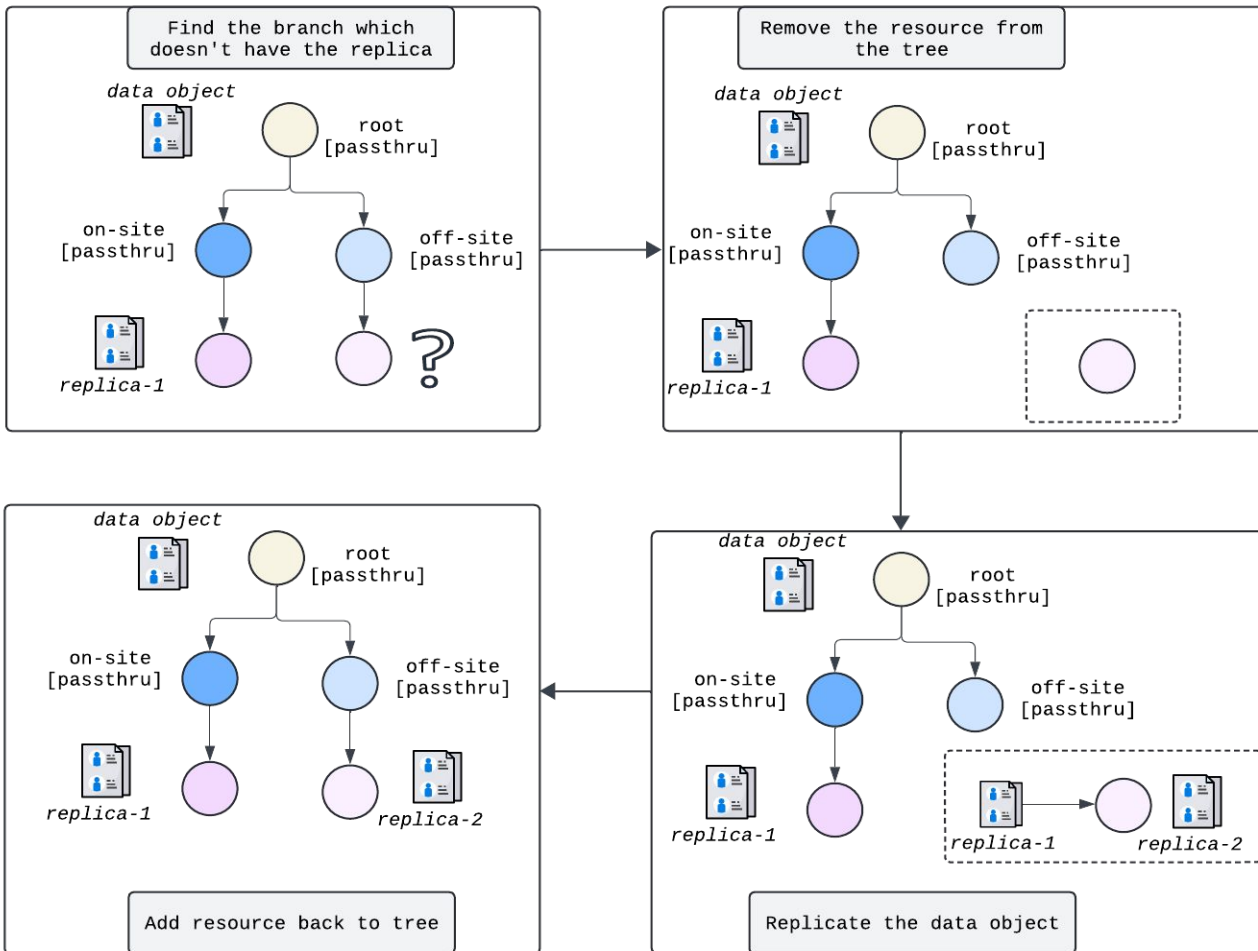 Find the branch which
doesn't have the replica
data object
root
[passthru]
on-site
[passthru]
off-site
[passthru]
replica-1
?
Remove the resource from
the tree
data object
root
[passthru]
on-site
[passthru]
off-site
[passthru]
replica-1
data object
root
[passthru]
on-site
[passthru]
off-site
[passthru]
replica-1
replica-1
replica-2
Replicate the data object
data object
root
[passthru]
on-site
[passthru]
off-site
[passthru]
replica-1
replica-2
Add resource back to tree